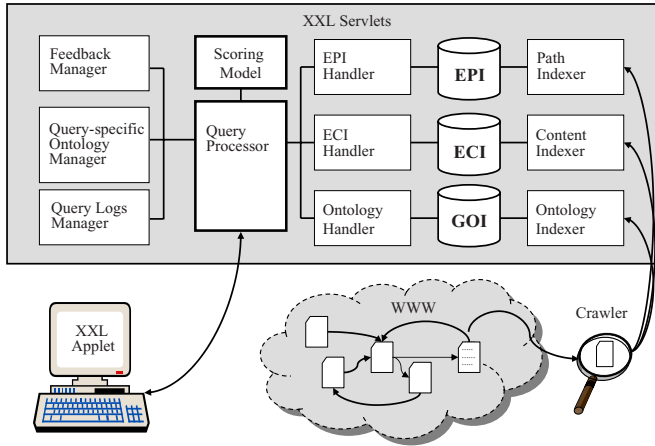 XXL Servlets
Feedback
Manager
Query-specific
Ontology
Manager
Query Logs
Manager
Scoring
Model
Query
Processor
EPI
Handler
ECI
Handler
Ontology
Handler
EPI
ECI
GOI
Path
Indexer
Content
Indexer
Ontology
Indexer
XXL
Applet
WWW
Crawler